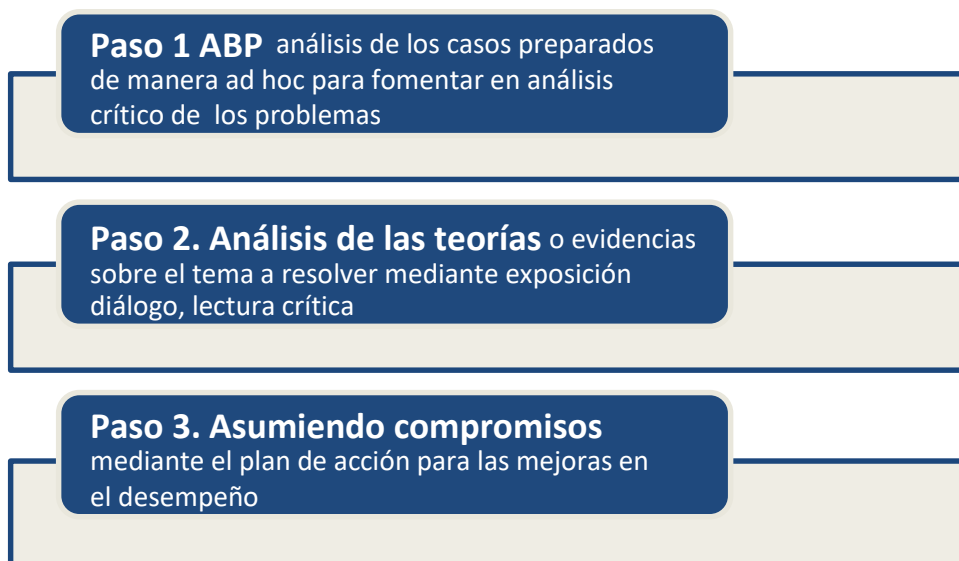 Paso 1 ABP análisis de los casos preparados
de manera ad hoc para fomentar en análisis
crítico de los problemas
Paso 2. Análisis de las teorías o evidencias
sobre el tema a resolver mediante exposición
diálogo, lectura crítica
Paso 3. Asumiendo compromisos
mediante el plan de acción para las mejoras en
el desempeño